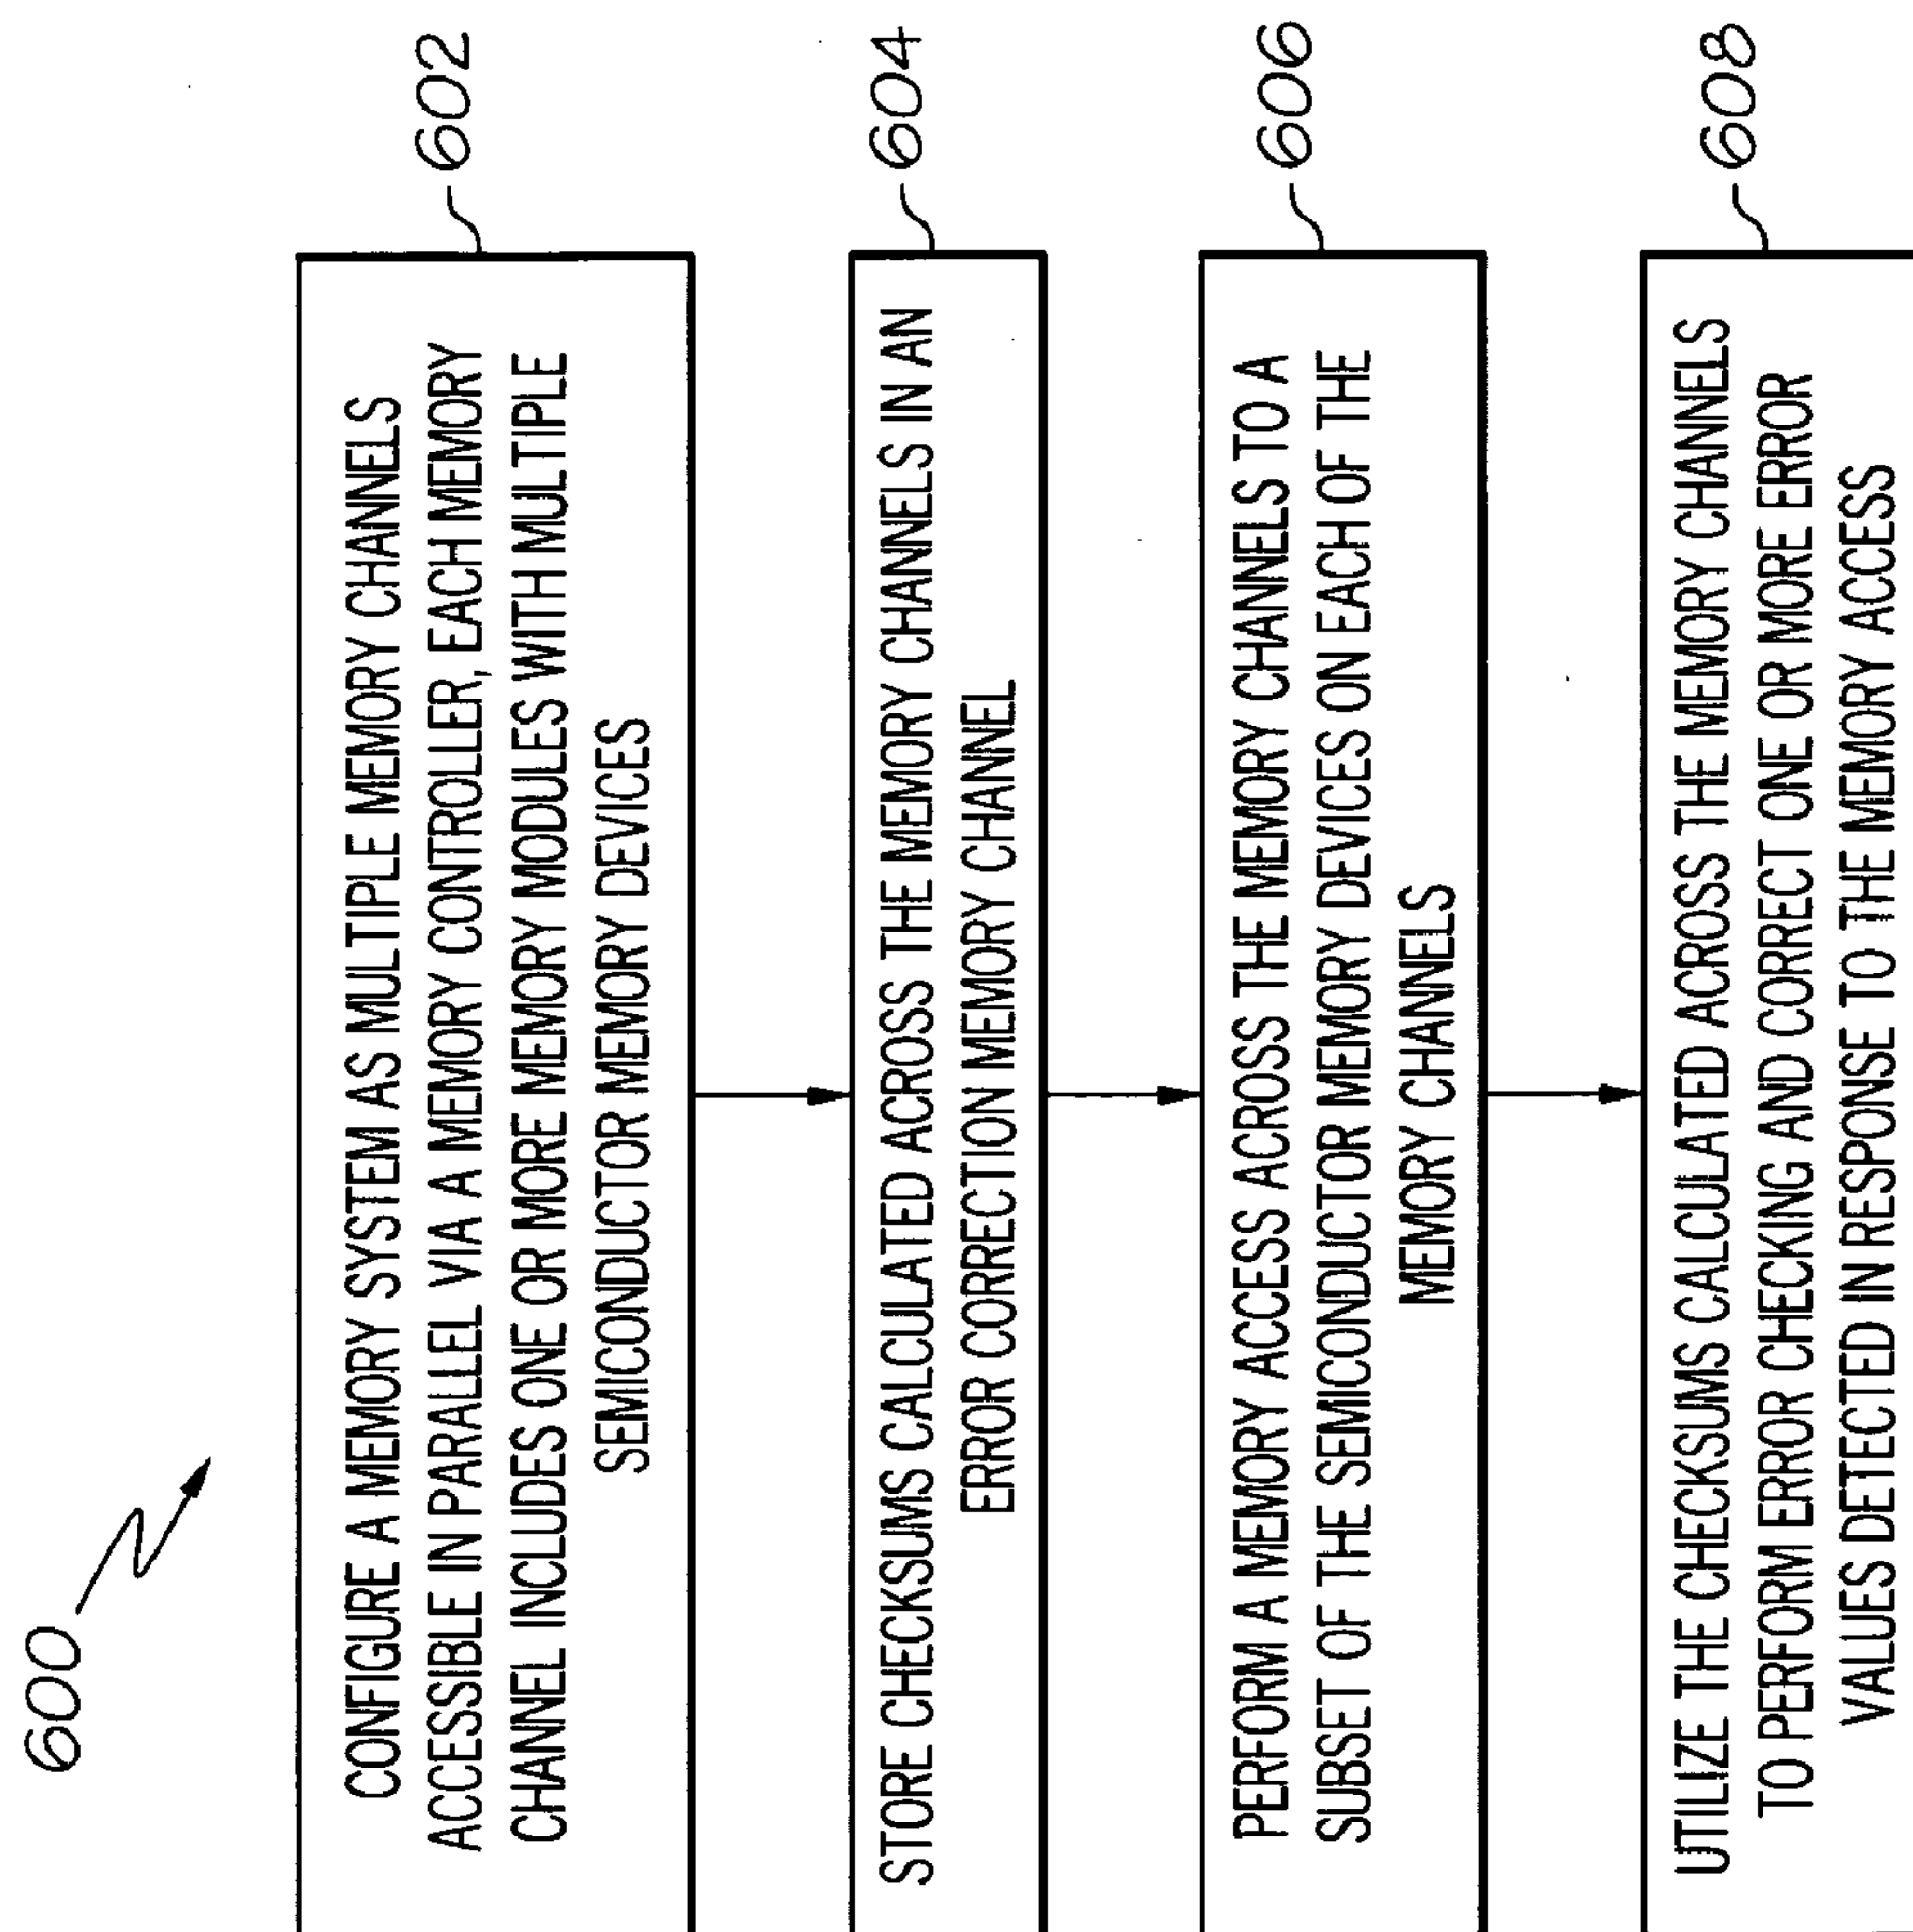 600
CONFIGURE A MEMORY SYSTEM AS MULTIPLE MEMORY CHANNELS
ACCESSIBLE IN PARALLEL VIA A MEMORY CONTROLLER, EACH MEMORY
CHANNEL INCLUDES ONE OR MORE MEMORY MODULES WITH MULTIPLE
SEMICONDUCTOR MEMORY DEVICES
602
STORE CHECKSUMS CALCULATED ACROSS THE MEMORY CHANNELS IN AN
ERROR CORRECTION MEMORY CHANNEL
604
PERFORM A MEMORY ACCESS ACROSS THE MEMORY CHANNELS TO A
SUBSET OF THE SEMICONDUCTOR MEMORY DEVICES ON EACH OF THE
MEMORY CHANNELS
606
UTILIZE THE CHECKSUMS CALCULATED ACROSS THE MEMORY CHANNELS
TO PERFORM ERROR CHECKING AND CORRECT ONE OR MORE ERROR
VALUES DETECTED IN RESPONSE TO THE MEMORY ACCESS
608